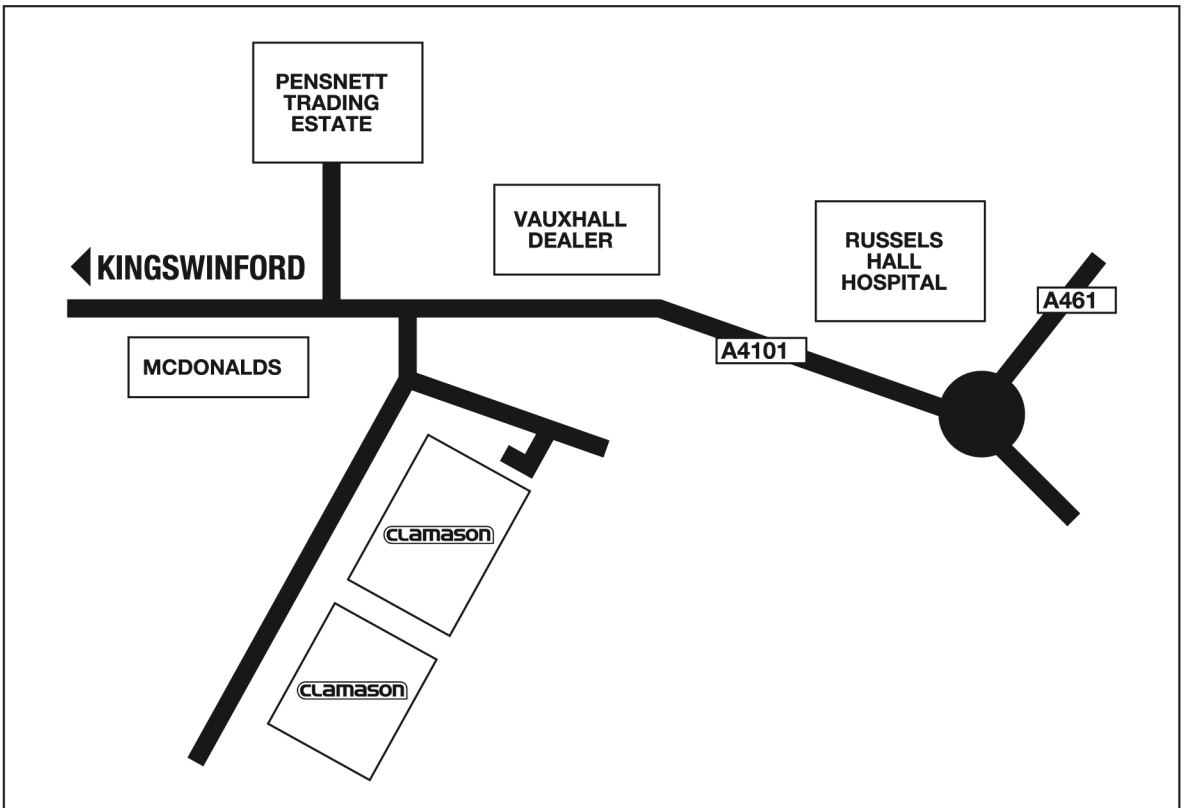 PENSNETT
TRADING
ESTATE
VAUXHALL
DEALER
RUSSELS
HALL
HOSPITAL
KINGSWINFORD
A461
A4101
MCDONALDS
CLAMASON
CLAMASON